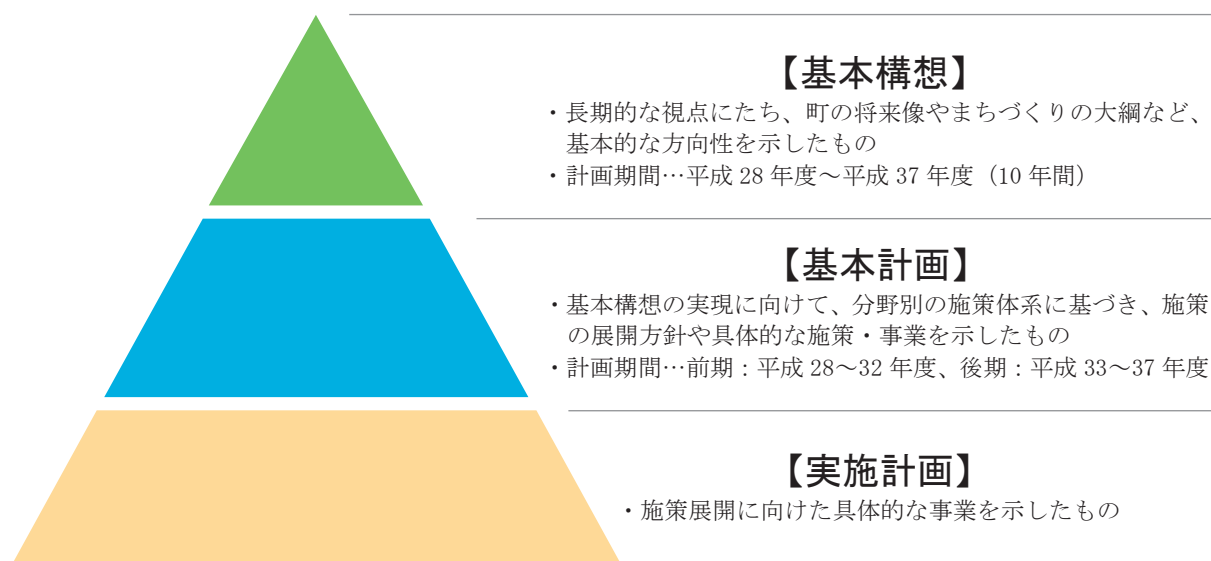 【基本構想】
・長期的な視点にたち、町の将来像やまちづくりの大綱など、
基本的な方向性を示したもの
・計画期間…平成 28 年度～平成 37 年度（10 年間）
【基本計画】
・基本構想の実現に向けて、分野別の施策体系に基づき、施策
の展開方針や具体的な施策・事業を示したもの
・計画期間…前期：平成 28～32 年度、後期：平成 33～37 年度
【実施計画】
・施策展開に向けた具体的な事業を示したもの